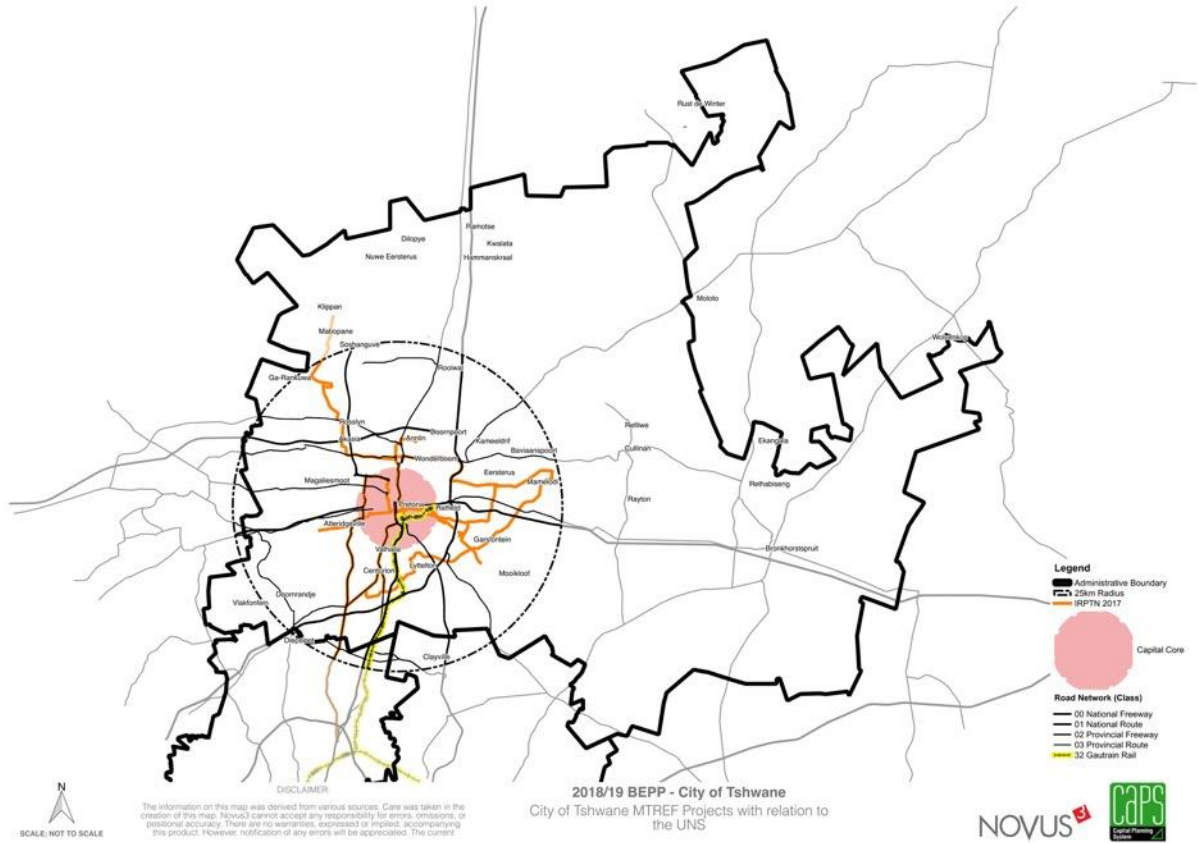 Rust de Winter
Ramotse
Dilopye
Kwalata
Nuwe Eersterus
Hammanskraal
Moloto
Klippan
Mabopane
Soshanguve
Ga-Rankuwa
Rooiwal
Rosslyn
Akasia
Annlin
Doornpoort
Kameeldrif
Wonderboom
Baviaanspoort
Refilwe
Cullinan
Ekangala
Rethabiseng
Eersterus
Mamelodi
Magaliesmoot
Rayton
Pretoria
Hatfield
Atteridgeville
Garsfontein
Valhalla
Bronkhorstspruit
Centurion
Lyttelton
Mooikloof
Doornrandje
Vlakfontein
Diepsloot
Clayville
Legend
Administrative Boundary
25km Radius
IRPTN 2017
Capital Core
Road Network (Class)
00 National Freeway
01 National Route
02 Provincial Freeway
03 Provincial Route
32 Gautrain Rail
N
SCALE: NOT TO SCALE
DISCLAIMER:
The information on this map was derived from various sources. Care was taken in the
creation of this map. Novus3 cannot accept any responsibility for errors, omissions, or
positional accuracy. There are no warranties, expressed or implied, accompanying
this product. However, notification of any errors will be appreciated. The current
2018/19 BEPP - City of Tshwane
City of Tshwane MTREF Projects with relation to
the UNS
NOVUS3
CAPS
Capital Planning
System